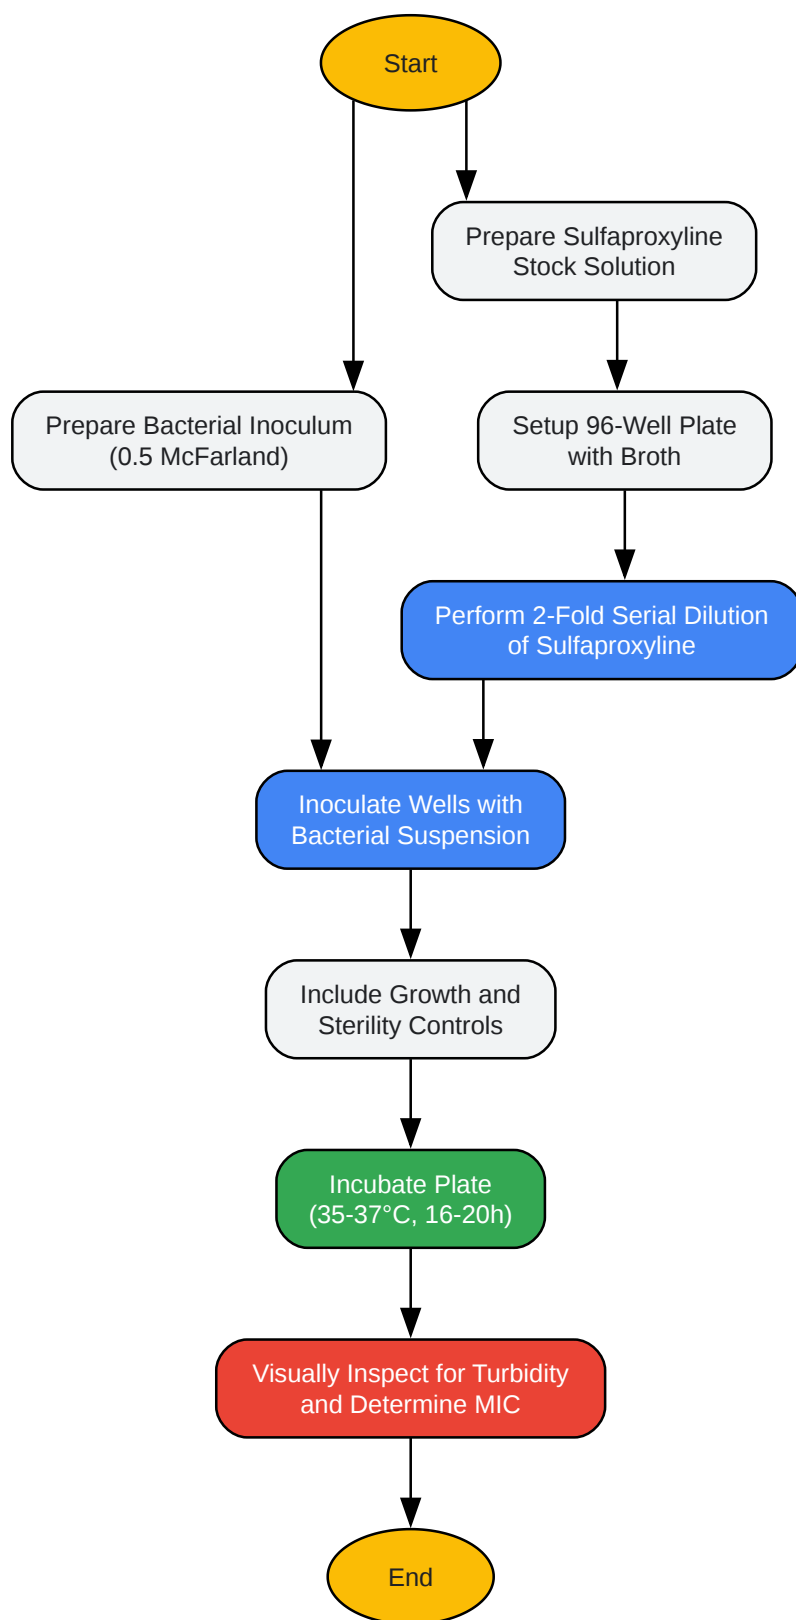 Start
Prepare Sulfaproxyline
Stock Solution
Prepare Bacterial Inoculum
(0.5 McFarland)
Setup 96-Well Plate
with Broth
Perform 2-Fold Serial Dilution
of Sulfaproxyline
Inoculate Wells with
Bacterial Suspension
Include Growth and
Sterility Controls
Incubate Plate
(35-37°C, 16-20h)
Visually Inspect for Turbidity
and Determine MIC
End